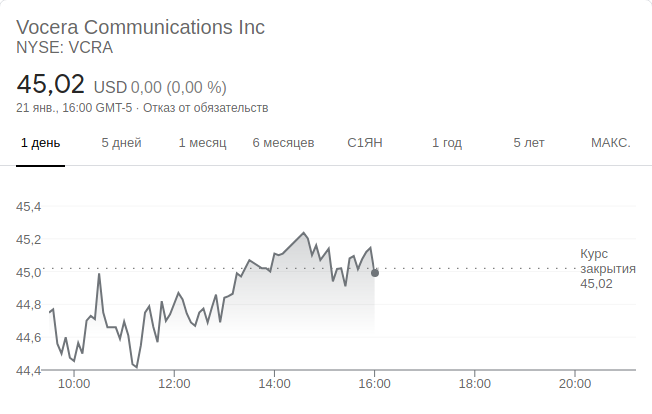 Vocera Communications Inc
NYSE: VCRA
45,02 USD 0,00 (0,00 %)
21 янв., 16:00 GMT-5 · Отказ от обязательств
1 день 5 дней 1 месяц 6 месяцев С1ЯН 1 год 5 лет МАКС.
45,4
45,2
Курс
закрытия
45,02
45,0
44,8
44,6
44,4
10:00 12:00 14:00 16:00 18:00 20:00